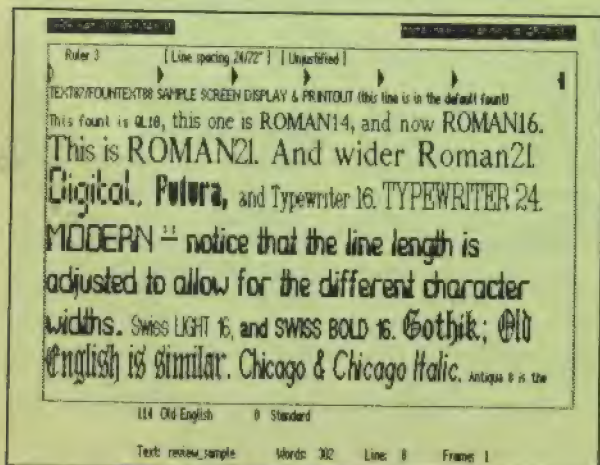 Ruler 3 [ Line spacing 24/72" ] [ Unjustified ]
TEXT87/FOUNTEXT88 SAMPLE SCREEN DISPLAY & PRINTOUT (this line is in the default fount)
This fount is QL10, this one is ROMAN14, and now ROMAN16.
This is ROMAN21. And wider Roman21.
Digital, Futura, and Typewriter 16. TYPEWRITER 24.
MODERN - notice that the line length is
adjusted to allow for the different character
widths. Swiss LIGHT 16, and SWISS BOLD 16. Gothik; Old
English is similar. Chicago & Chicago Italic. Antiqua 8 is the
114 Old-English 0 Standard
Text: review_sample Words: 302 Line: 8 Frame: 1